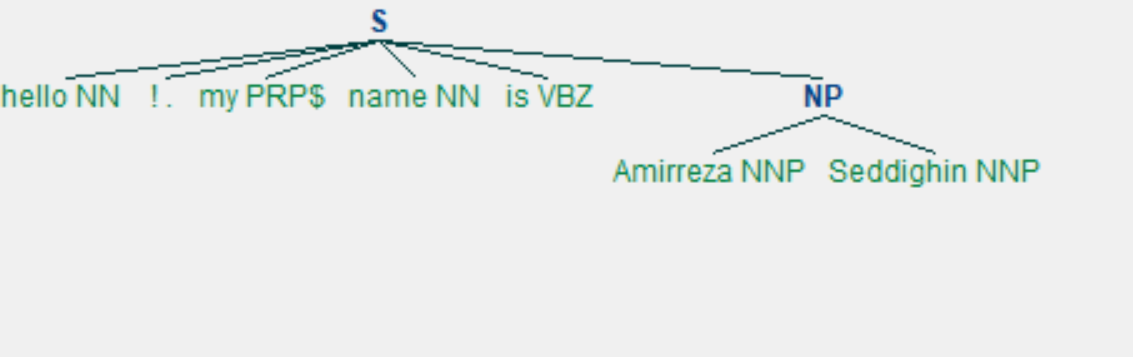 S
hello NN ! . my PRP$ name NN is VBZ NP
Amirreza NNP Seddighin NNP